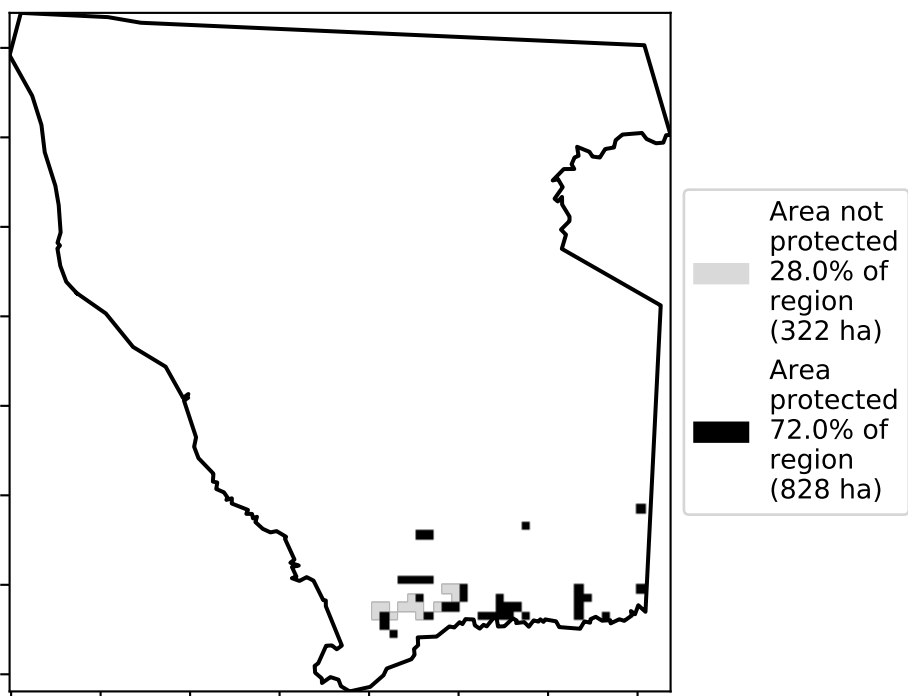 Area not
protected
28.0% of
region
(322 ha)
Area
protected
72.0% of
region
(828 ha)